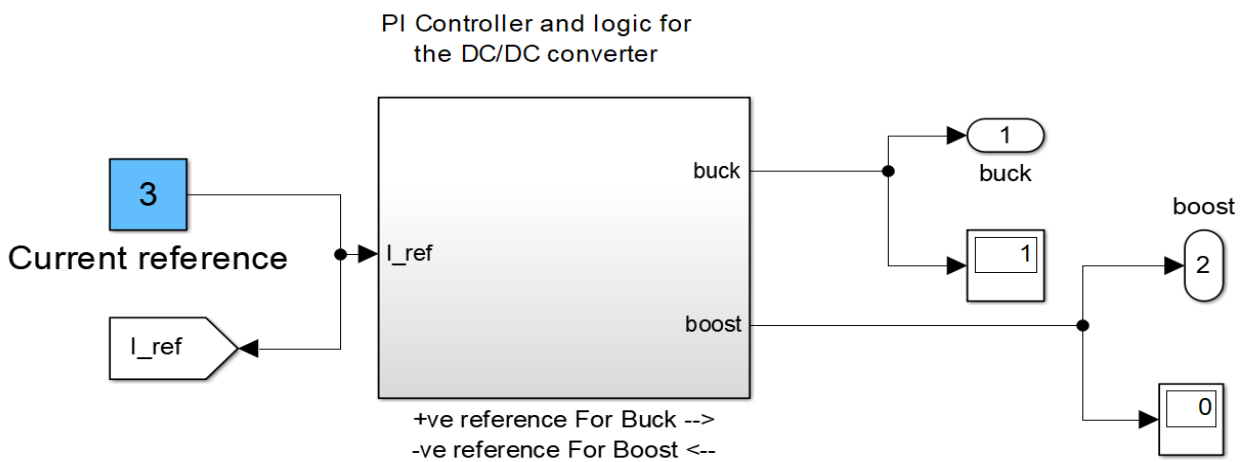 PI Controller and logic for
the DC/DC converter
3
Current reference
I_ref
I_ref
buck
boost
+ve reference For Buck -->
-ve reference For Boost <--
1
buck
1
boost
2
0